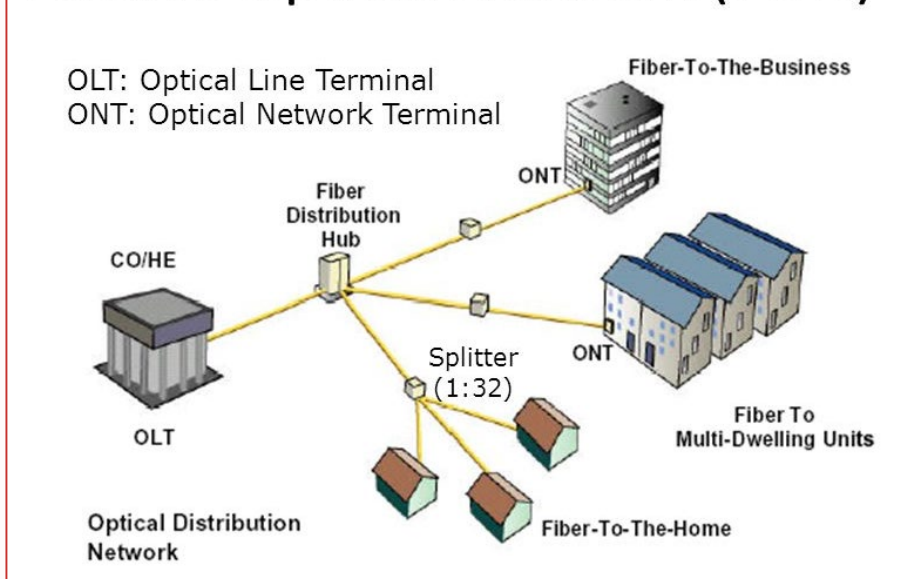 OLT: Optical Line Terminal
ONT: Optical Network Terminal
Fiber-To-The-Business
ONT
Fiber
Distribution
Hub
CO/HE
OLT
Splitter
(1:32)
ONT
Fiber To
Multi-Dwelling Units
Fiber-To-The-Home
Optical Distribution
Network